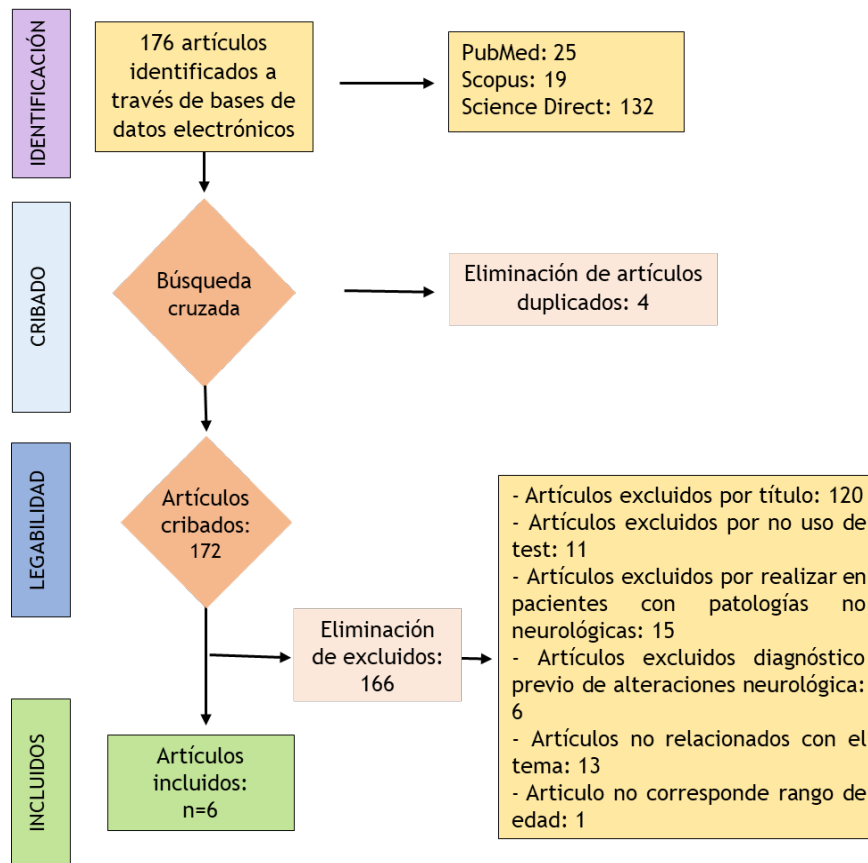 IDENTIFICACIÓN
176 artículos
identificados a
través de bases de
datos electrónicos
PubMed: 25
Scopus: 19
Science Direct: 132
CRIBADO
Búsqueda
cruzada
Eliminación de artículos
duplicados: 4
LEGABILIDAD
Artículos
cribados:
172
Eliminación
de excluidos:
166
- Artículos excluidos por título: 120
- Artículos excluidos por no uso de
test: 11
- Artículos excluidos por realizar en
pacientes con patologías no
neurológicas: 15
- Artículos excluidos diagnóstico
previo de alteraciones neurológica:
6
- Artículos no relacionados con el
tema: 13
- Articulo no corresponde rango de
edad: 1
INCLUIDOS
Artículos
incluidos:
n=6